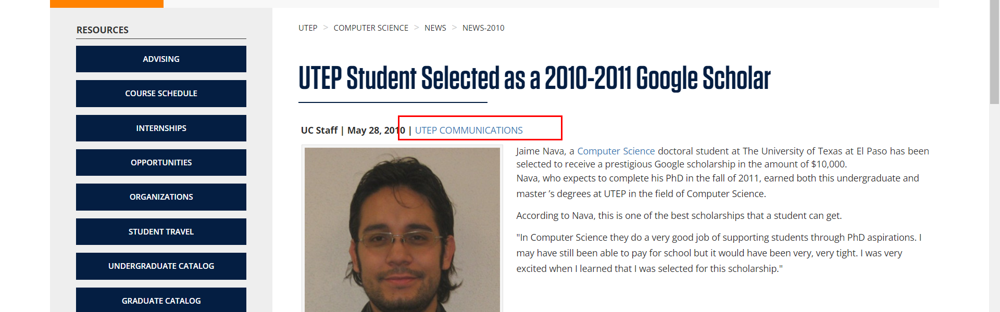 RESOURCES
ADVISING
COURSE SCHEDULE
INTERNSHIPS
OPPORTUNITIES
ORGANIZATIONS
STUDENT TRAVEL
UNDERGRADUATE CATALOG
GRADUATE CATALOG
UTEP > COMPUTER SCIENCE > NEWS > NEWS-2010
UTEP Student Selected as a 2010-2011 Google Scholar
UC Staff | May 28, 2010 | UTEP COMMUNICATIONS
Jaime Nava, a Computer Science doctoral student at The University of Texas at El Paso has been
selected to receive a prestigious Google scholarship in the amount of $10,000.
Nava, who expects to complete his PhD in the fall of 2011, earned both this undergraduate and
master ’s degrees at UTEP in the field of Computer Science.
According to Nava, this is one of the best scholarships that a student can get.
"In Computer Science they do a very good job of supporting students through PhD aspirations. I
may have still been able to pay for school but it would have been very, very tight. I was very
excited when I learned that I was selected for this scholarship."